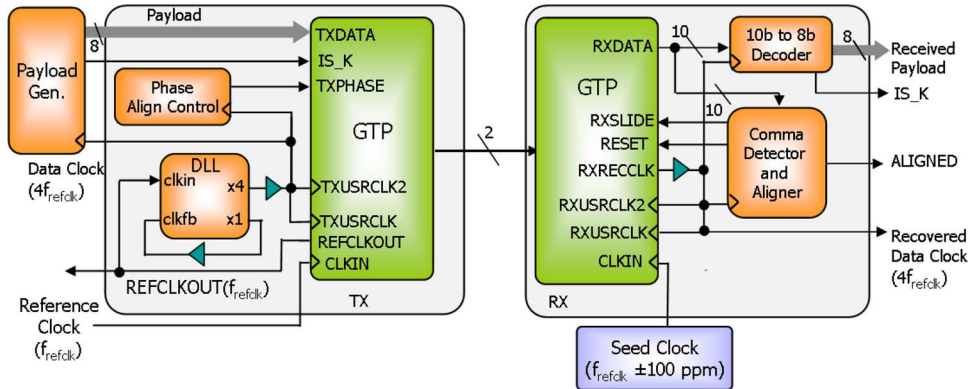 Payload
8
Payload
Gen.
TXDATA
IS_K
TXPHASE
Phase
Align Control
GTP
Data Clock
(4f_refclk)
DLL
clkin
x4
clkfb
x1
TXUSRCLK2
TXUSRCLK
REFCLKOUT
CLKIN
REFCLKOUT(f_refclk)
TX
Reference
Clock
(f_refclk)
2
RXDATA
GTP
RXSLIDE
RESET
RXRECCLK
RXUSRCLK2
RXUSRCLK
CLKIN
RX
10
10
10b to 8b
Decoder
8
Received
Payload
IS_K
Comma
Detector
and
Aligner
ALIGNED
Recovered
Data Clock
(4f_refclk)
Seed Clock
(f_refclk ±100 ppm)